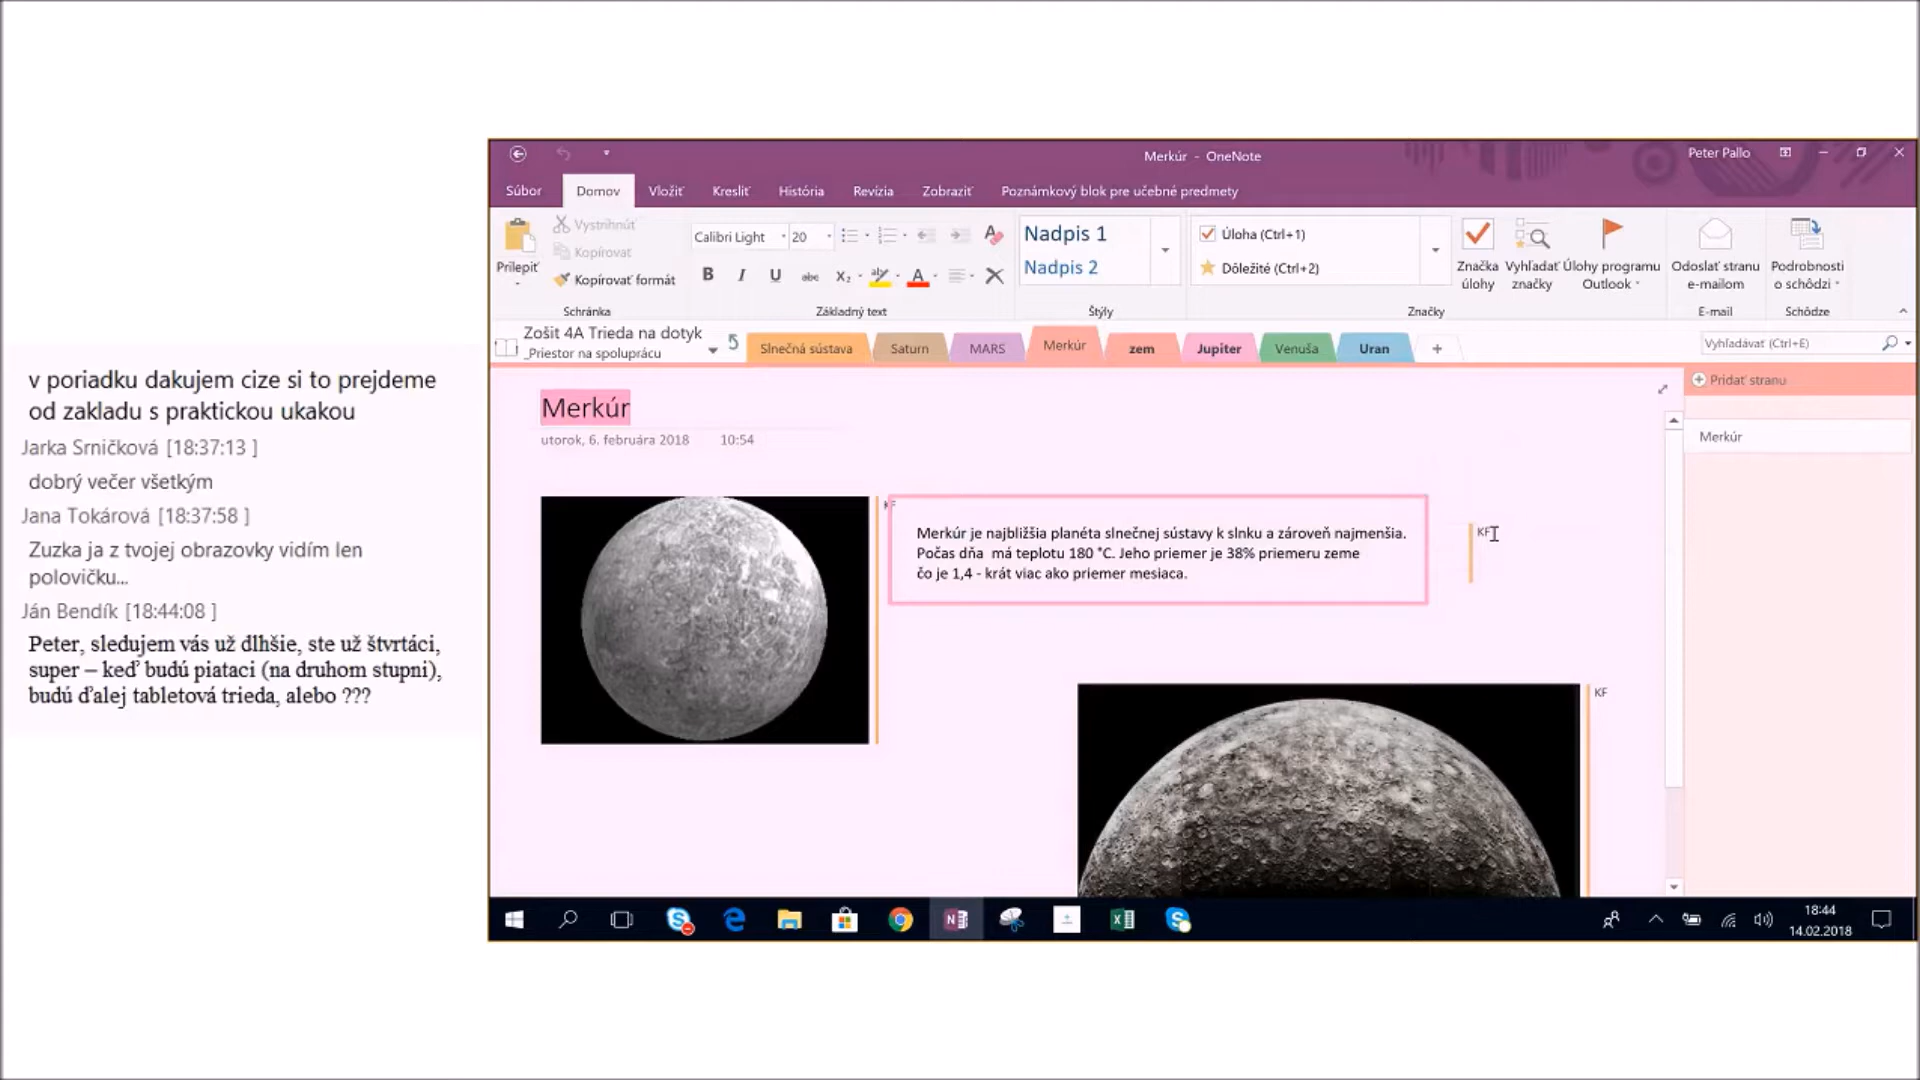 v poriadku dakujem cize si to prejdeme
od zakladu s praktickou ukakou
Jarka Srničková [18:37:13 ]
dobrý večer všetkým
Jana Tokárová [18:37:58 ]
Zuzka ja z tvojej obrazovky vidím len
polovičku...
Ján Bendík [18:44:08 ]
Peter, sledujem vás už dlhšie, ste už štvrtáci,
super – keď budú piataci (na druhom stupni),
budú ďalej tabletová trieda, alebo ???
Merkúr - OneNote
Peter Pallo
Súbor Domov Vložiť Kresliť História Revízia Zobraziť Poznámkový blok pre učebné predmety
Prilepiť
Vystrihnúť
Kopírovať
Kopírovať formát
Schránka
Calibri Light 20
B I U abc X₂ A
Základný text
Nadpis 1
Nadpis 2
Štýly
Úloha (Ctrl+1)
Dôležité (Ctrl+2)
Značka
úlohy
Vyhľadať
značky
Úlohy programu
Outlook
Značky
Odoslať stranu
e-mailom
E-mail
Podrobnosti
o schôdzi
Schôdze
Zošit 4A Trieda na dotyk
_Priestor na spoluprácu
Slnečná sústava Saturn MARS Merkúr zem Jupiter Venuša Uran +
Vyhľadávať (Ctrl+E)
Pridať stranu
Merkúr
Merkúr
utorok, 6. februára 2018 10:54
KF
Merkúr je najbližšia planéta slnečnej sústavy k slnku a zároveň najmenšia.
Počas dňa má teplotu 180 °C. Jeho priemer je 38% priemeru zeme
čo je 1,4 - krát viac ako priemer mesiaca.
KF
KF
18:44
14.02.2018